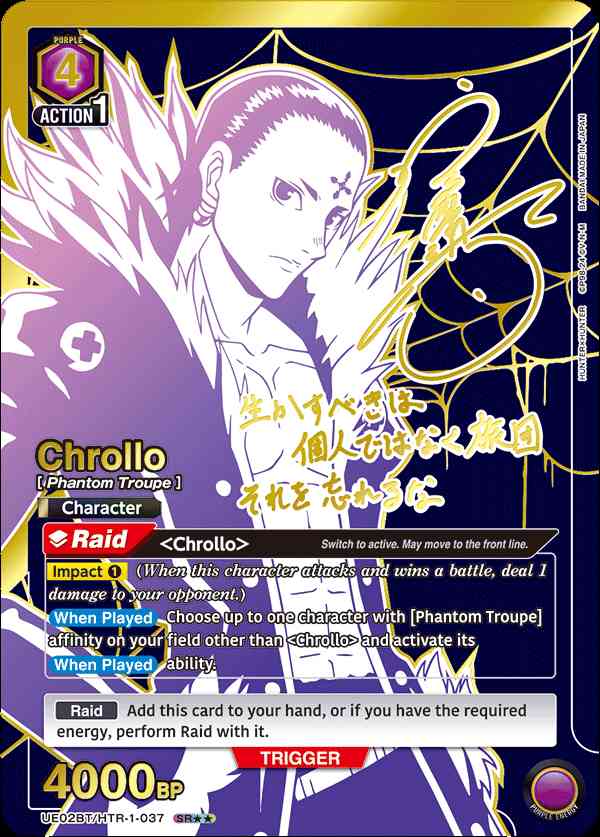 PURPLE
4
ACTION 1
生かすべきは
個人ではなく旅団
それを忘れるな
Chrollo
[ Phantom Troupe ]
Character
Raid <Chrollo> Switch to active. May move to the front line.
Impact 1 (When this character attacks and wins a battle, deal 1
damage to your opponent.)
When Played Choose up to one character with [Phantom Troupe]
affinity on your field other than <Chrollo> and activate its
When Played ability.
Raid Add this card to your hand, or if you have the required
energy, perform Raid with it.
TRIGGER
4000 BP
UE02BT/HTR-1-037 SR★★
PURPLE ENERGY
HUNTER×HUNTER ©P98-24 ©V･N･M BANDAI MADE IN JAPAN